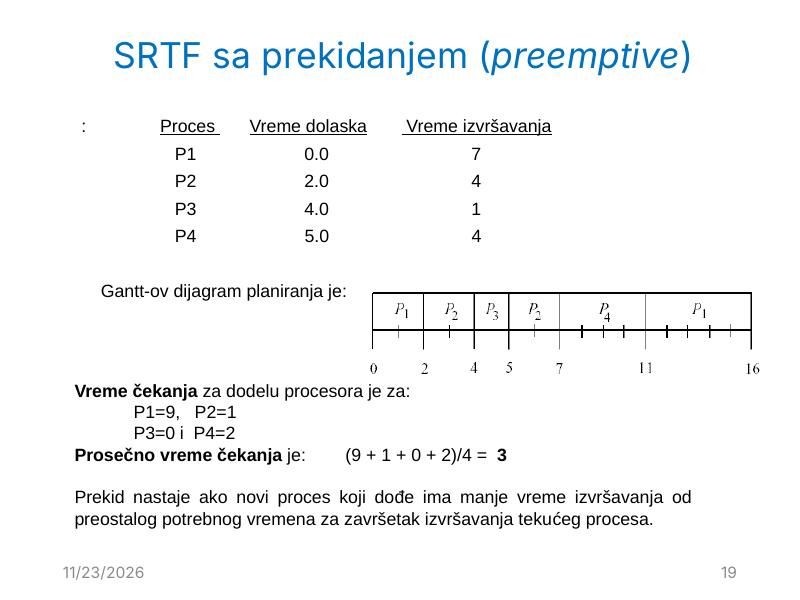 SRTF sa prekidanjem (preemptive)
: Proces Vreme dolaska Vreme izvršavanja
P1 0.0 7
P2 2.0 4
P3 4.0 1
P4 5.0 4
Gantt-ov dijagram planiranja je:
P1 P2 P3 P2 P4 P1
0 2 4 5 7 11 16
Vreme čekanja za dodelu procesora je za:
P1=9, P2=1
P3=0 i P4=2
Prosečno vreme čekanja je: (9 + 1 + 0 + 2)/4 = 3
Prekid nastaje ako novi proces koji dođe ima manje vreme izvršavanja od
preostalog potrebnog vremena za završetak izvršavanja tekućeg procesa.
11/23/2026 19